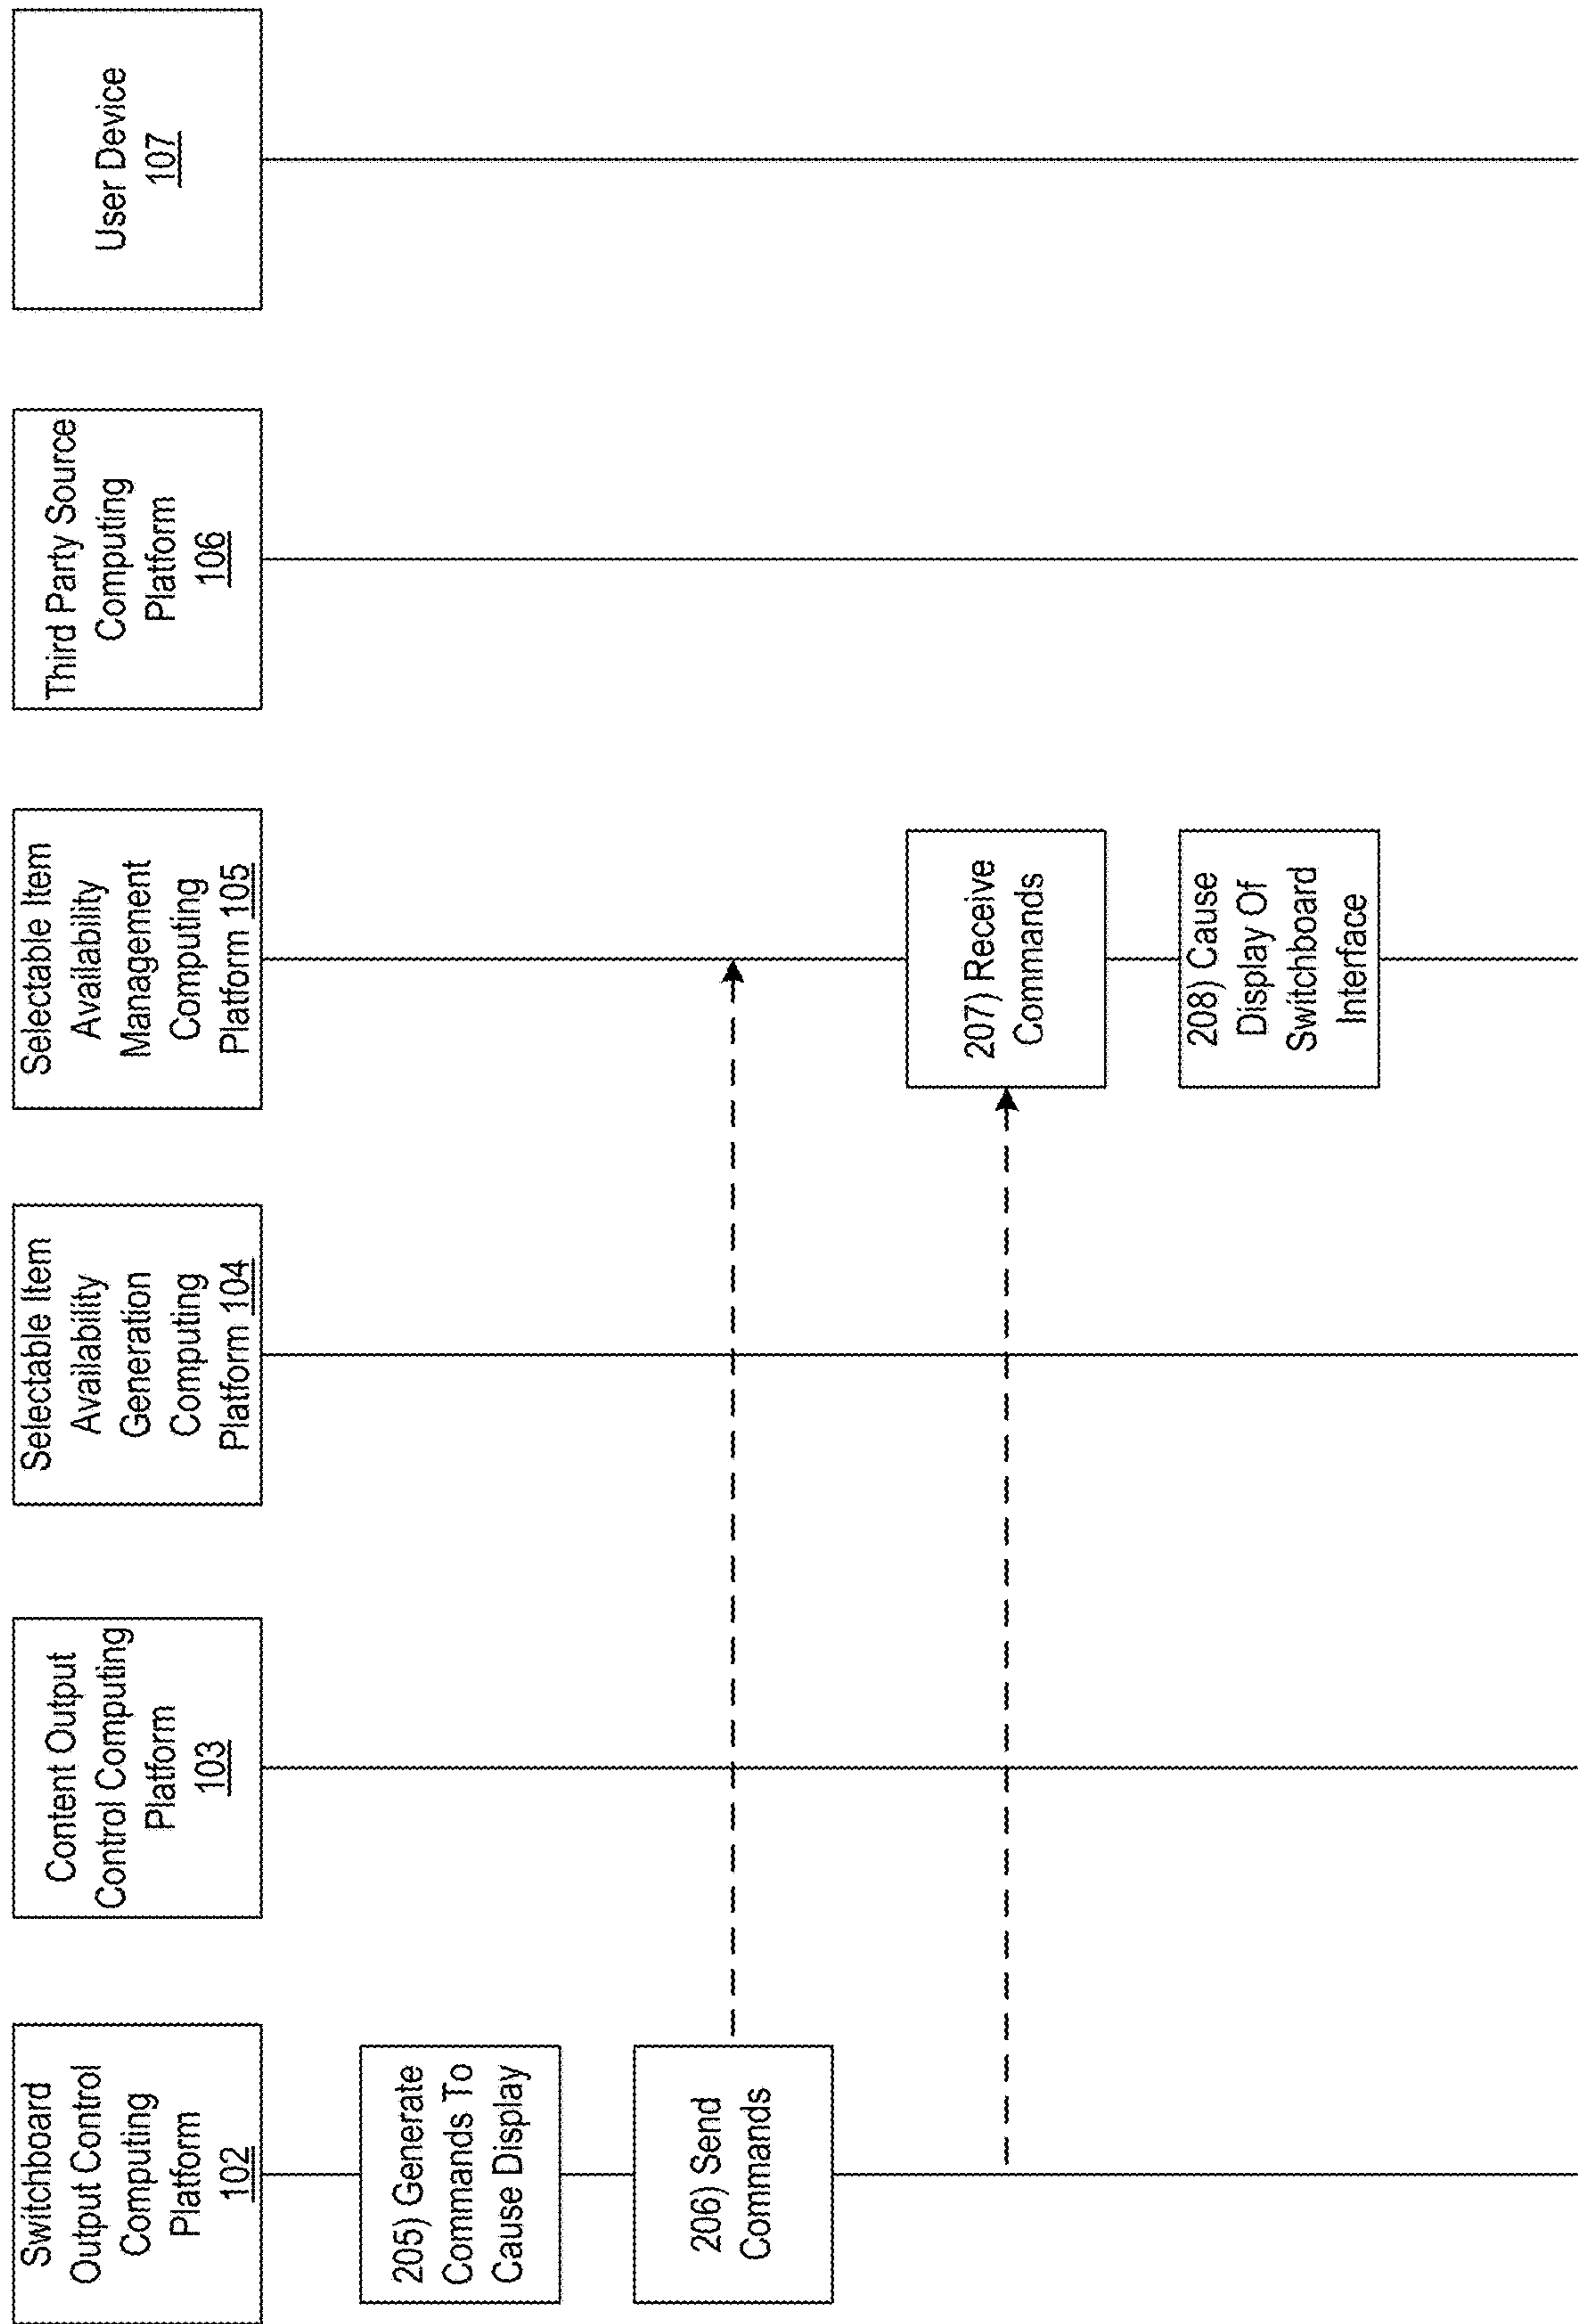 Switchboard
Output Control
Computing
Platform
102
Content Output
Control Computing
Platform
103
Selectable Item
Availability
Generation
Computing
Platform 104
Selectable Item
Availability
Management
Computing
Platform 105
Third Party Source
Computing
Platform
106
User Device
107
205) Generate
Commands To
Cause Display
206) Send
Commands
207) Receive
Commands
208) Cause
Display Of
Switchboard
Interface